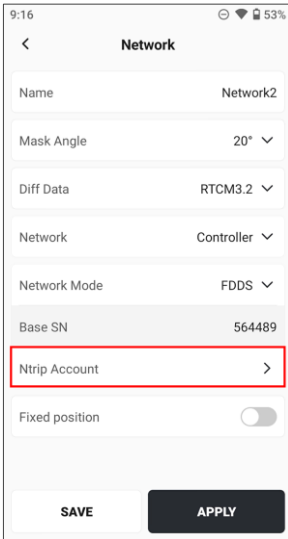 9:16 53%
Network
Name Network2
Mask Angle 20°
Diff Data RTCM3.2
Network Controller
Network Mode FDDS
Base SN 564489
Ntrip Account
Fixed position
SAVE APPLY